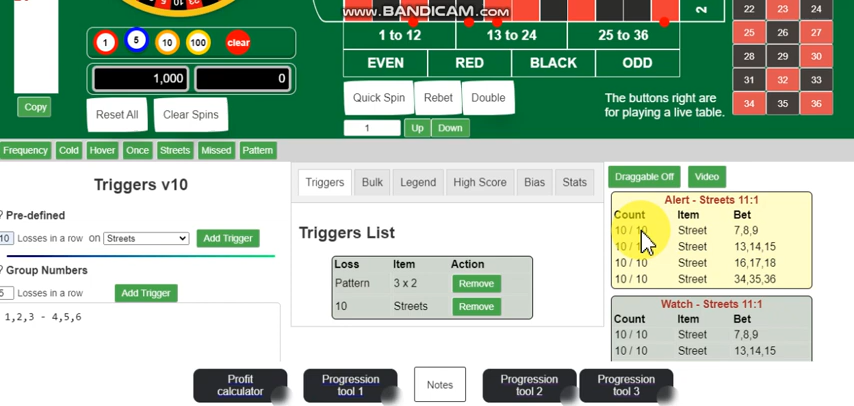 www.BANDICAM.com
2
22 23 24
25 26 27
28 29 30
31 32 33
34 35 36
1 to 12
13 to 24
25 to 36
EVEN
RED
BLACK
ODD
1
5
10
100
clear
1,000
0
Copy
Reset All
Clear Spins
Quick Spin
Rebet
Double
1
Up
Down
The buttons right are
for playing a live table.
Frequency
Cold
Hover
Once
Streets
Missed
Pattern
Triggers v10
Pre-defined
10 Losses in a row on Streets Add Trigger
Group Numbers
5 Losses in a row Add Trigger
1,2,3 - 4,5,6
Triggers
Bulk
Legend
High Score
Bias
Stats
Triggers List
Loss Item Action
Pattern 3 x 2 Remove
10 Streets Remove
Draggable Off
Video
Alert - Streets 11:1
Count Item Bet
10 / 10 Street 7,8,9
10 / 10 Street 13,14,15
10 / 10 Street 16,17,18
10 / 10 Street 34,35,36
Watch - Streets 11:1
Count Item Bet
10 / 10 Street 7,8,9
10 / 10 Street 13,14,15
Profit
calculator
Progression
tool 1
Notes
Progression
tool 2
Progression
tool 3